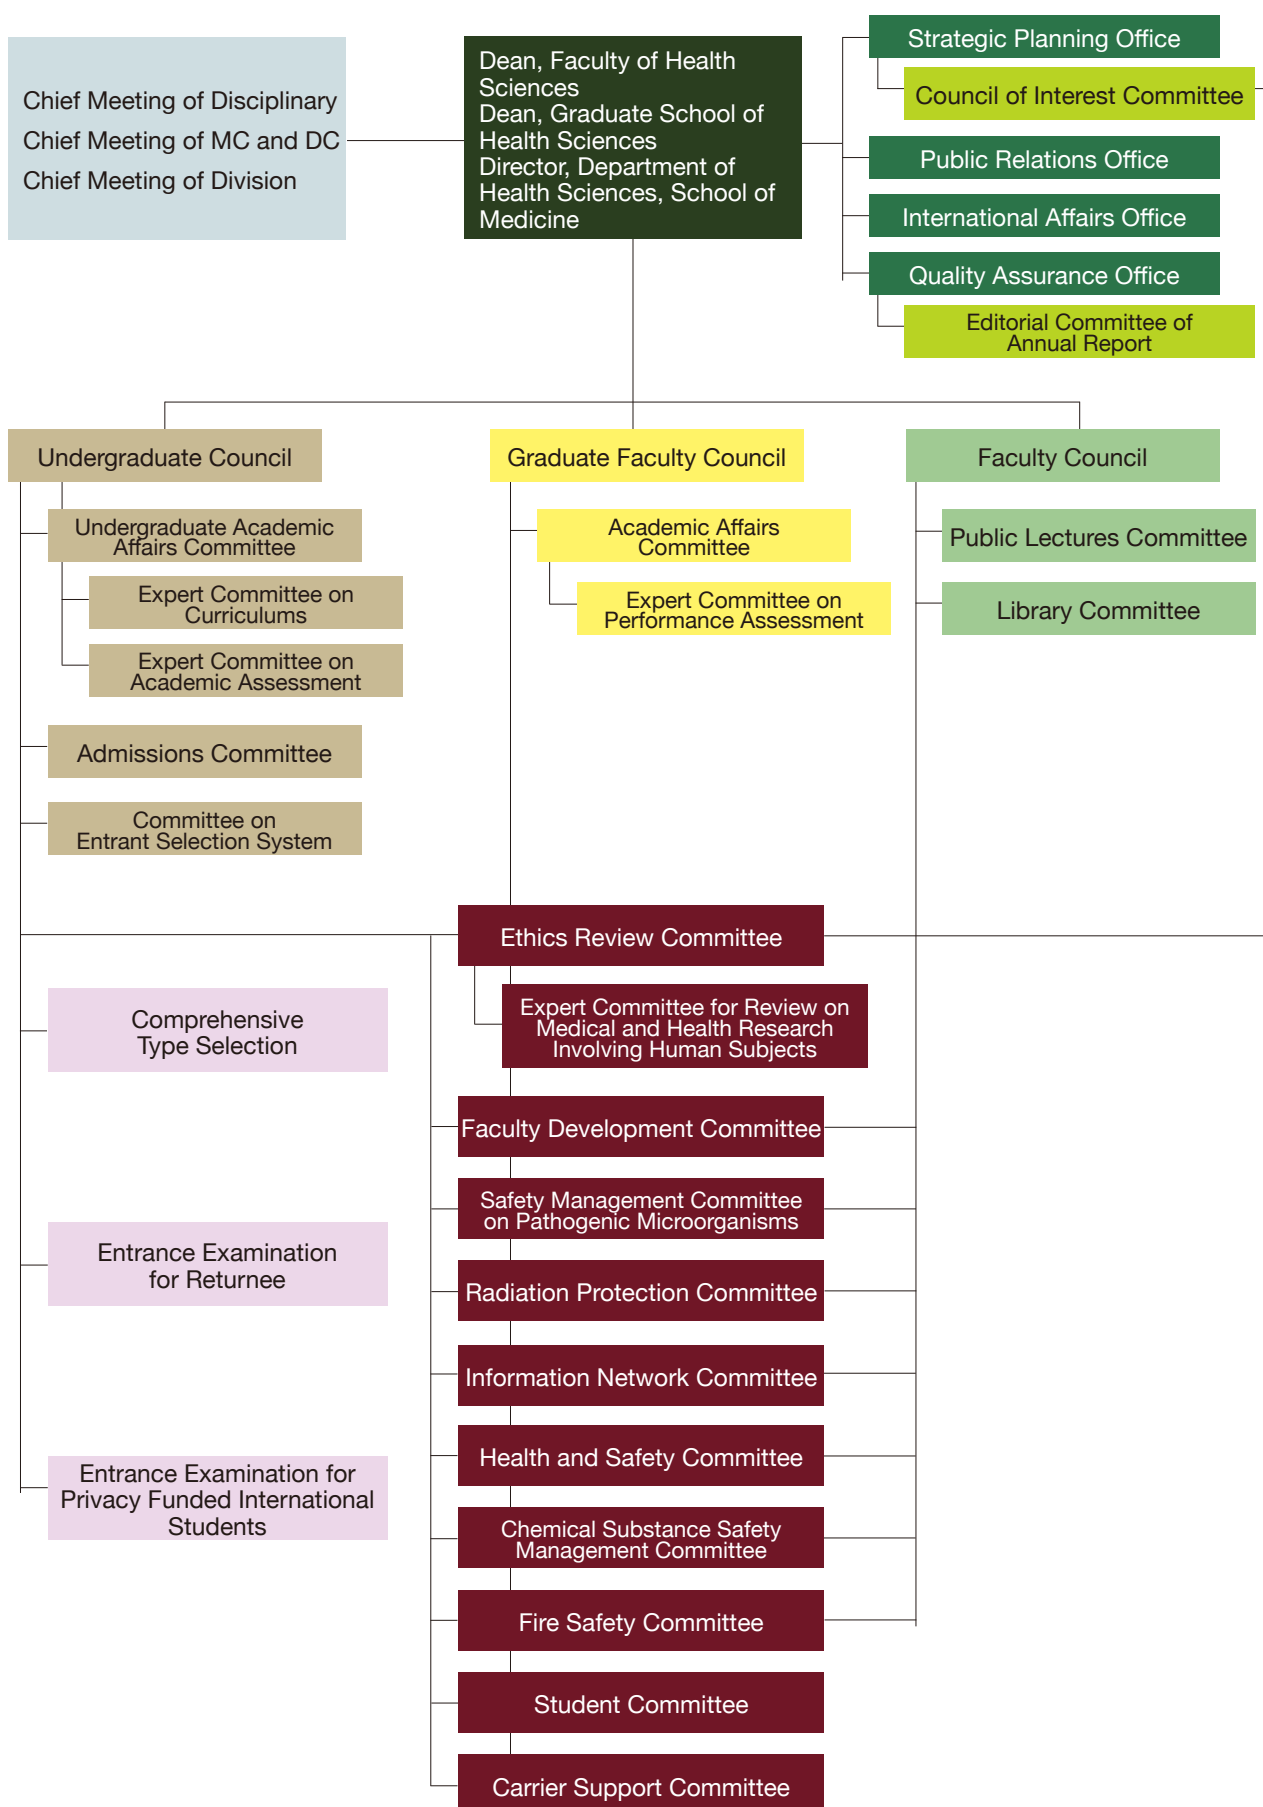 Chief Meeting of Disciplinary
Chief Meeting of MC and DC
Chief Meeting of Division
Dean, Faculty of Health
Sciences
Dean, Graduate School of
Health Sciences
Director, Department of
Health Sciences, School of
Medicine
Strategic Planning Office
Council of Interest Committee
Public Relations Office
International Affairs Office
Quality Assurance Office
Editorial Committee of
Annual Report
Undergraduate Council
Undergraduate Academic
Affairs Committee
Expert Committee on
Curriculums
Expert Committee on
Academic Assessment
Admissions Committee
Committee on
Entrant Selection System
Graduate Faculty Council
Academic Affairs
Committee
Expert Committee on
Performance Assessment
Faculty Council
Public Lectures Committee
Library Committee
Comprehensive
Type Selection
Entrance Examination
for Returnee
Entrance Examination for
Privacy Funded International
Students
Ethics Review Committee
Expert Committee for Review on
Medical and Health Research
Involving Human Subjects
Faculty Development Committee
Safety Management Committee
on Pathogenic Microorganisms
Radiation Protection Committee
Information Network Committee
Health and Safety Committee
Chemical Substance Safety
Management Committee
Fire Safety Committee
Student Committee
Carrier Support Committee